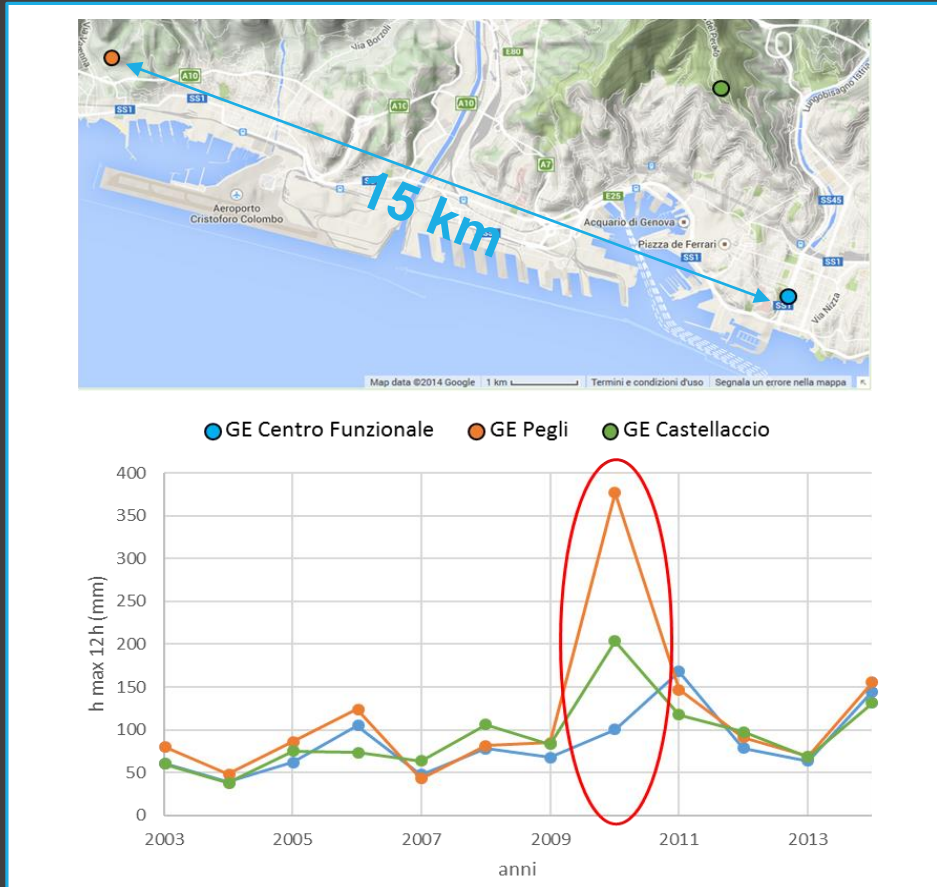 Via Borzoli
E80
A10
A10
A10
SS1
SS1
A7
E25
SS45
Aeroporto
Cristoforo Colombo
15 km
Acquario di Genova
Piazza de Ferrari
SS1
SS1
Via Nizza
Lungobisagno Istria
Map data ©2014 Google
1 km
Termini e condizioni d'uso
Segnala un errore nella mappa
GE Centro Funzionale
GE Pegli
GE Castellaccio
400
350
300
250
200
150
100
50
0
h max 12h (mm)
2003
2005
2007
2009
2011
2013
anni